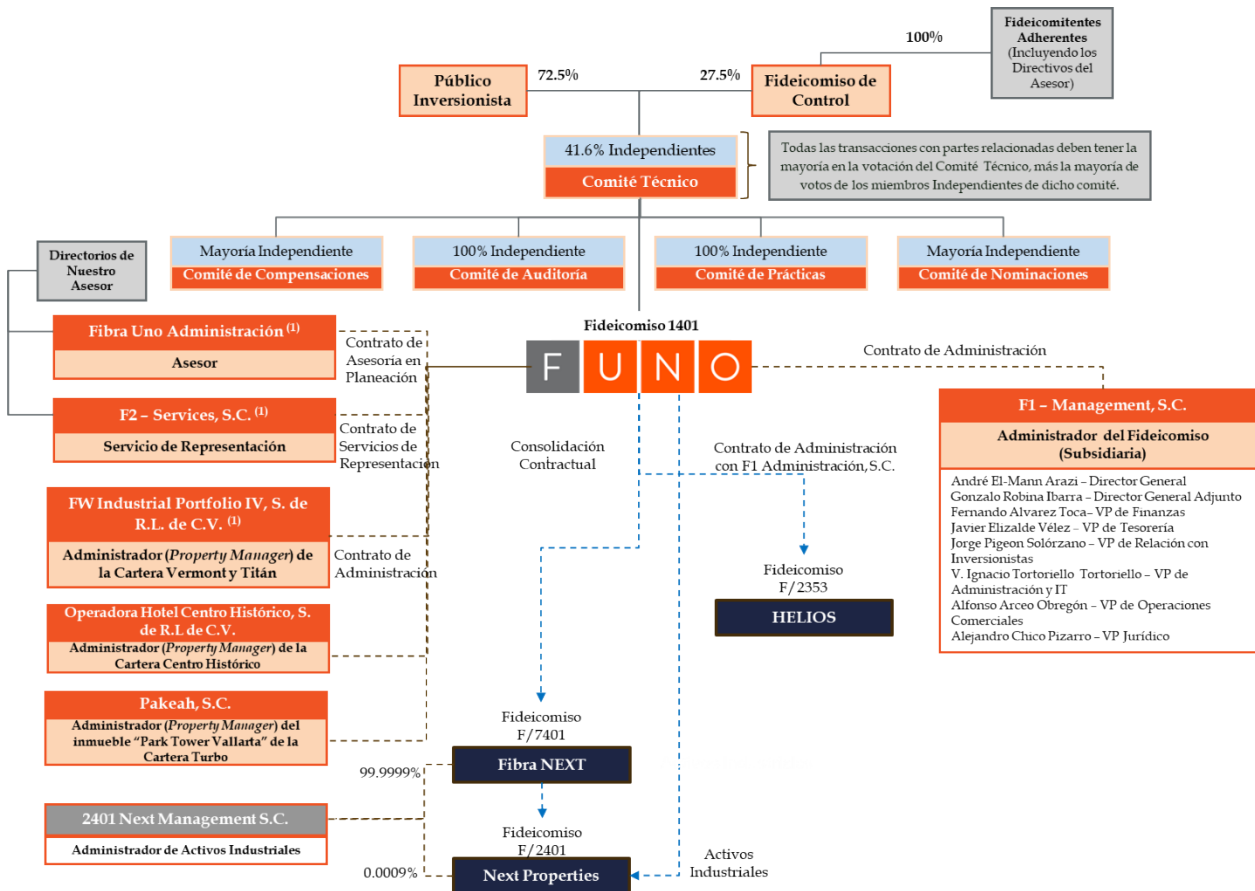 Fideicomitentes
Adherentes
(Incluyendo los
Directivos del
Asesor)
100%
Público
Inversionista
72.5%
27.5%
Fideicomiso de
Control
41.6% Independientes
Comité Técnico
Todas las transacciones con partes relacionadas deben tener la
mayoría en la votación del Comité Técnico, más la mayoría de
votos de los miembros Independientes de dicho comité.
Mayoría Independiente
Comité de Compensaciones
100% Independiente
Comité de Auditoría
100% Independiente
Comité de Prácticas
Mayoría Independiente
Comité de Nominaciones
Directorios de
Nuestro
Asesor
Fibra Uno Administración (1)
Asesor
Contrato de
Asesoría en
Planeación
F2 – Services, S.C. (1)
Servicio de Representación
Contrato de
Servicios de
Representación
FW Industrial Portfolio IV, S. de
R.L. de C.V. (1)
Administrador (Property Manager) de
la Cartera Vermont y Titán
Contrato de
Administración
Operadora Hotel Centro Histórico, S.
de R.L de C.V.
Administrador (Property Manager) de la
Cartera Centro Histórico
Pakeah, S.C.
Administrador (Property Manager) del
inmueble “Park Tower Vallarta” de la
Cartera Turbo
2401 Next Management S.C.
Administrador de Activos Industriales
99.9999%
0.0009%
Fideicomiso 1401
FUNO
Contrato de Administración
Consolidación
Contractual
Contrato de Administración
con F1 Administración, S.C.
Fideicomiso
F/2353
HELIOS
Fideicomiso
F/7401
Fibra NEXT
Fideicomiso
F/2401
Next Properties
Activos
Industriales
F1 – Management, S.C.
Administrador del Fideicomiso
(Subsidiaria)
André El-Mann Arazi – Director General
Gonzalo Robina Ibarra – Director General Adjunto
Fernando Alvarez Toca– VP de Finanzas
Javier Elizalde Vélez – VP de Tesorería
Jorge Pigeon Solórzano – VP de Relación con
Inversionistas
V. Ignacio Tortoriello Tortoriello – VP de
Administración y IT
Alfonso Arceo Obregón – VP de Operaciones
Comerciales
Alejandro Chico Pizarro – VP Jurídico